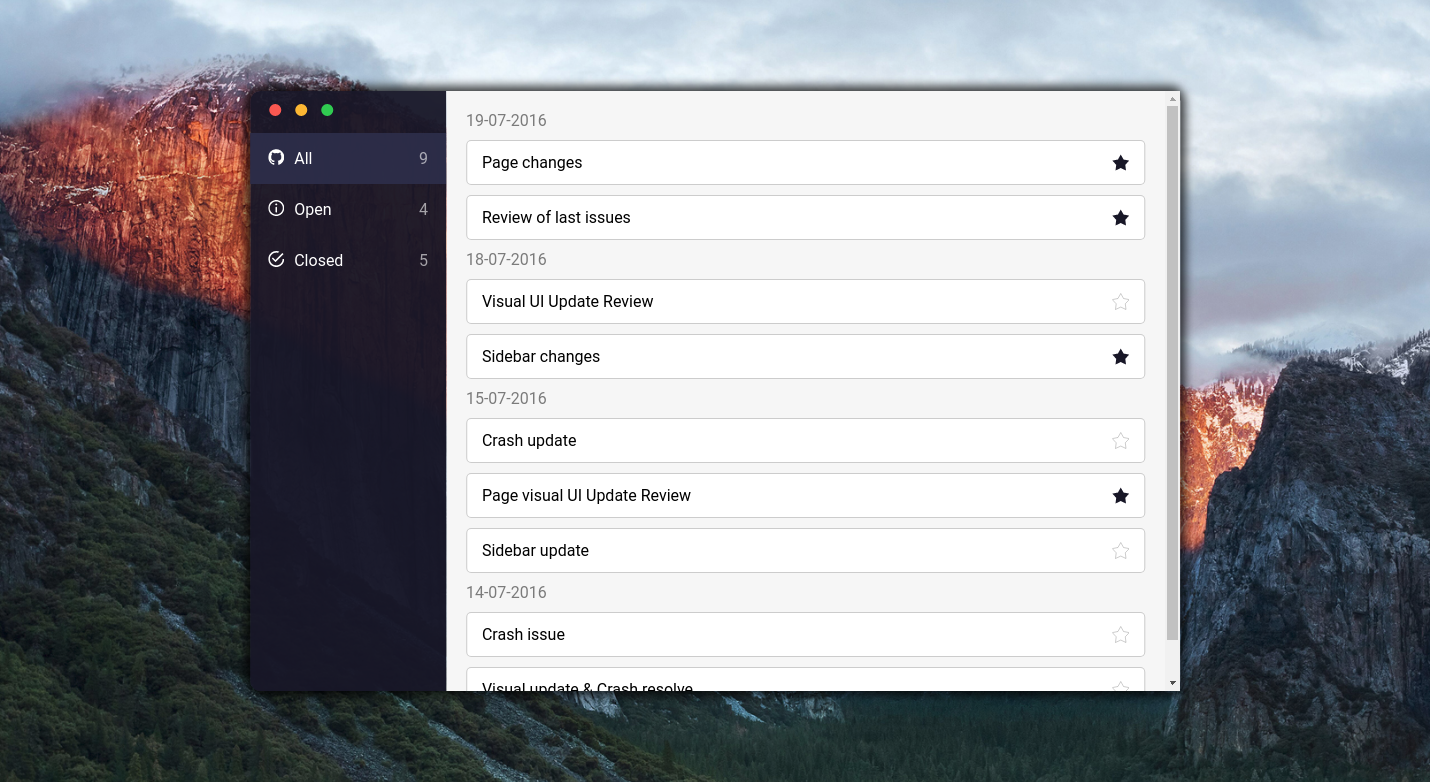 All 9
Open 4
Closed 5
19-07-2016
Page changes
Review of last issues
18-07-2016
Visual UI Update Review
Sidebar changes
15-07-2016
Crash update
Page visual UI Update Review
Sidebar update
14-07-2016
Crash issue
Visual update & Crash resolve